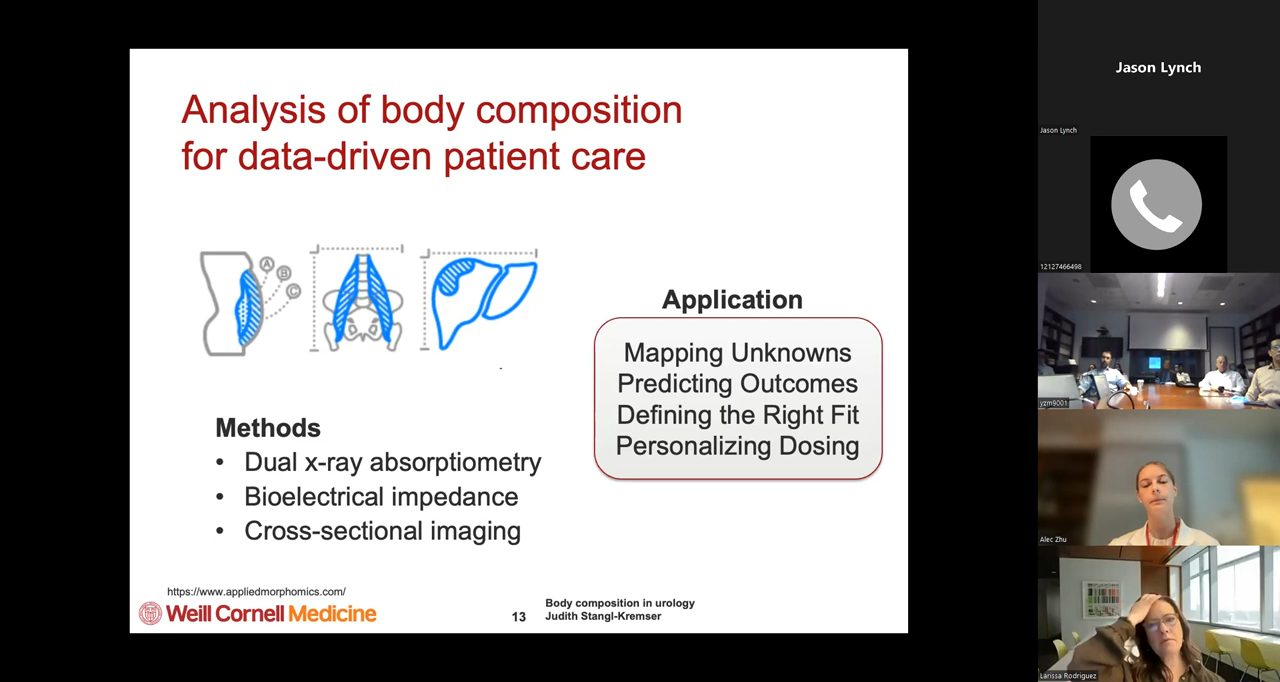 Analysis of body composition
for data-driven patient care
A
B
C
Application
Mapping Unknowns
Predicting Outcomes
Defining the Right Fit
Personalizing Dosing
Methods
• Dual x-ray absorptiometry
• Bioelectrical impedance
• Cross-sectional imaging
https://www.appliedmorphomics.com/
Weill Cornell Medicine
13
Body composition in urology
Judith Stangl-Kremser
Jason Lynch
Jason Lynch
12127466498
yzm9001
Alec Zhu
Larissa Rodriguez